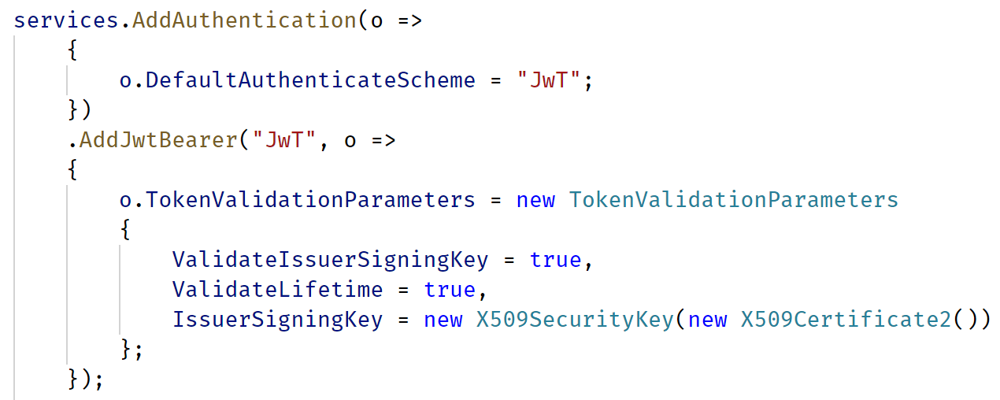 services.AddAuthentication(o =>
{
o.DefaultAuthenticateScheme = "JwT";
})
.AddJwtBearer("JwT", o =>
{
o.TokenValidationParameters = new TokenValidationParameters
{
ValidateIssuerSigningKey = true,
ValidateLifetime = true,
IssuerSigningKey = new X509SecurityKey(new X509Certificate2())
};
});